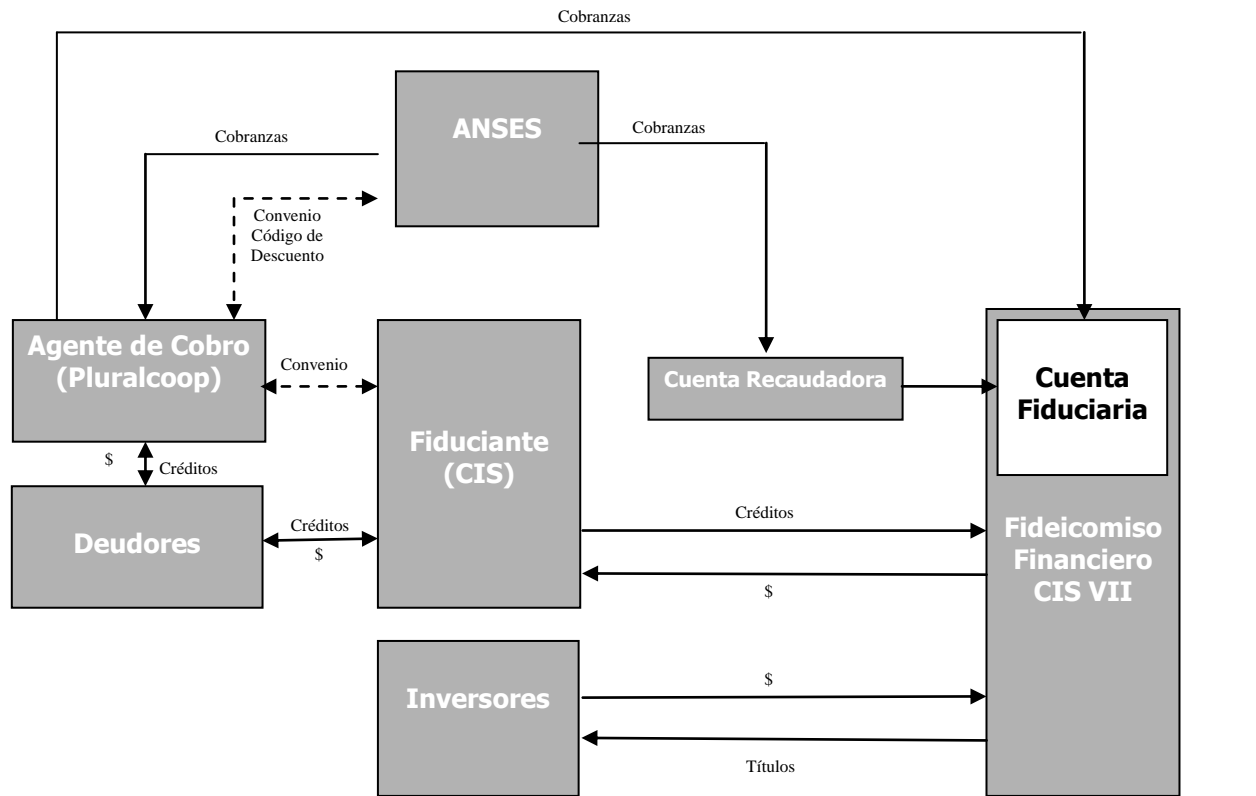 Cobranzas
ANSES
Cobranzas
Cobranzas
Convenio
Código de
Descuento
Agente de Cobro
(Pluralcoop)
Convenio
Fiduciante
(CIS)
Cuenta Recaudadora
Cuenta
Fiduciaria
$
Créditos
Deudores
Créditos
$
Créditos
$
Fideicomiso
Financiero
CIS VII
Inversores
$
Títulos